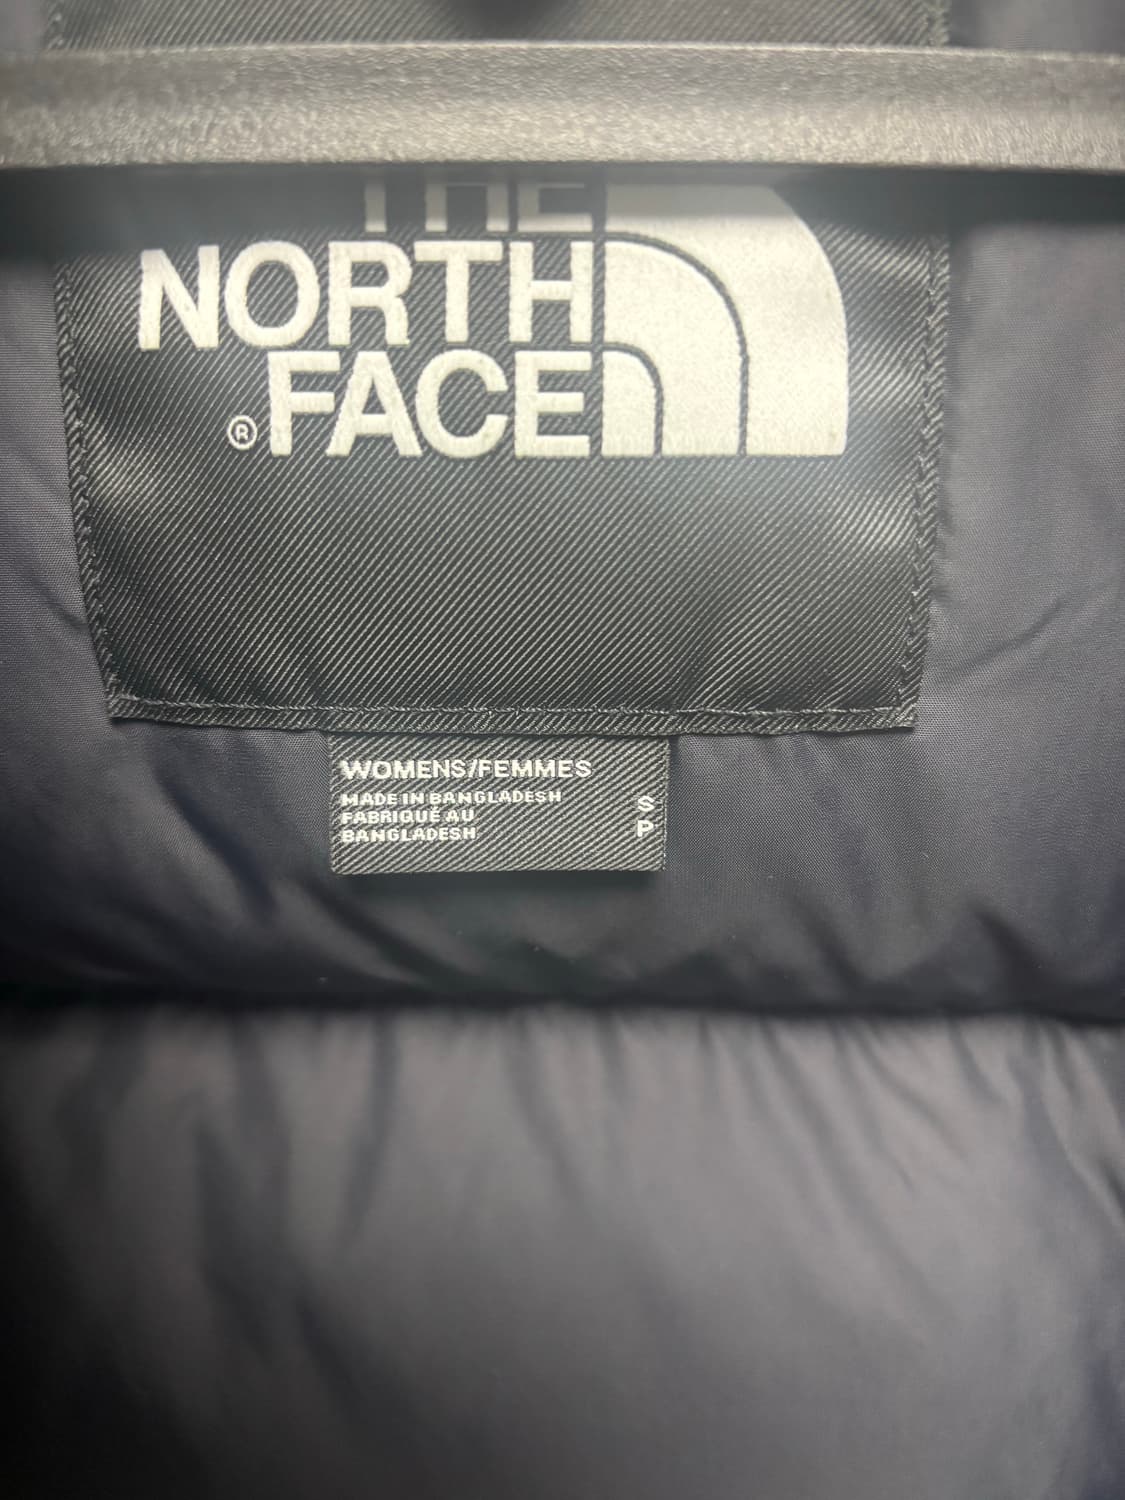 THE
NORTH
FACE
®
WOMENS/FEMMES
MADE IN BANGLADESH
FABRIQUÉ AU
BANGLADESH
S
P